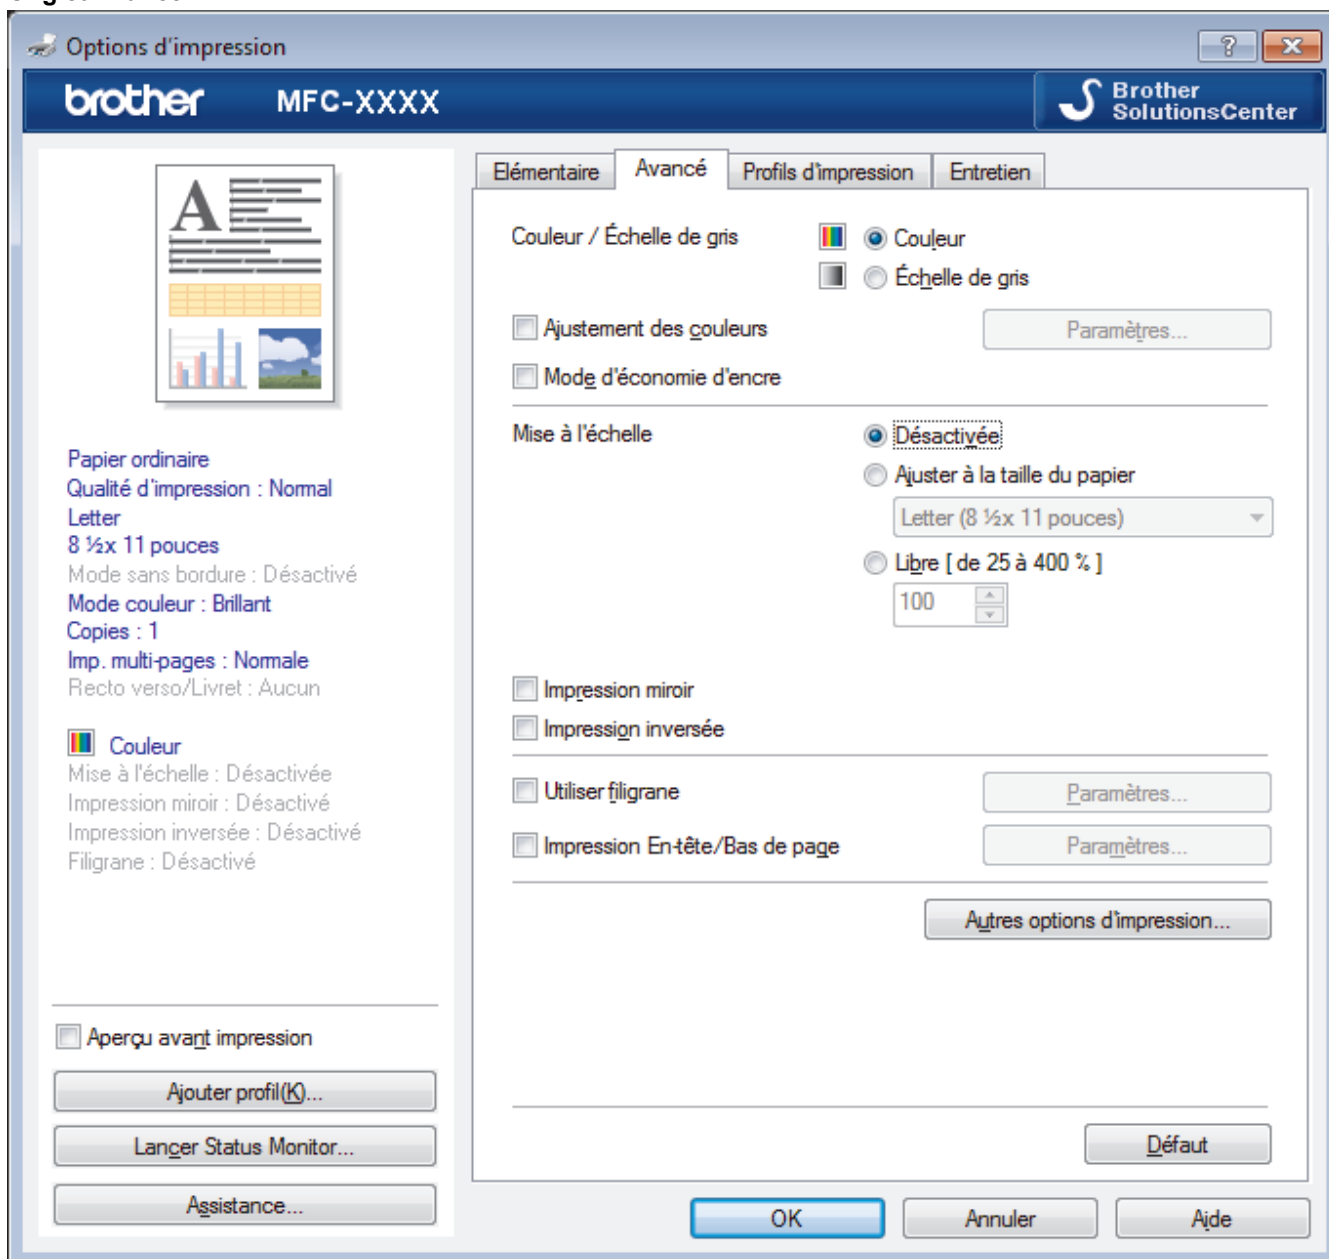 Options d'impression
brother MFC-XXXX
Brother
SolutionsCenter
A
Papier ordinaire
Qualité d'impression : Normal
Letter
8 ½x 11 pouces
Mode sans bordure : Désactivé
Mode couleur : Brillant
Copies : 1
Imp. multi-pages : Normale
Recto verso/Livret : Aucun
Couleur
Mise à l'échelle : Désactivée
Impression miroir : Désactivé
Impression inversée : Désactivé
Filigrane : Désactivé
Aperçu avant impression
Ajouter profil(K)...
Lancer Status Monitor...
Assistance...
Elémentaire Avancé Profils d'impression Entretien
Couleur / Échelle de gris Couleur
Échelle de gris
Ajustement des couleurs Paramètres...
Mode d'économie d'encre
Mise à l'échelle Désactivée
Ajuster à la taille du papier
Letter (8 ½x 11 pouces)
Libre [ de 25 à 400 % ]
100
Impression miroir
Impression inversée
Utiliser filigrane Paramètres...
Impression En-tête/Bas de page Paramètres...
Autres options d'impression...
Défaut
OK Annuler Aide